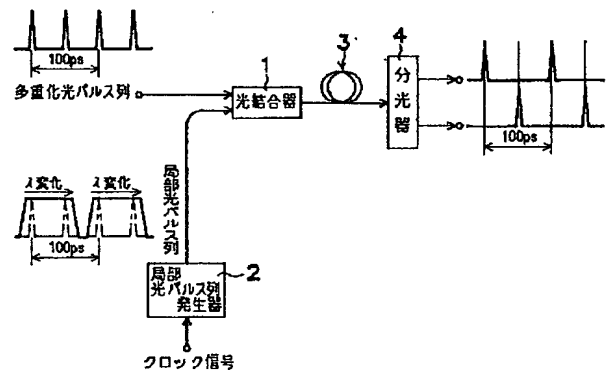 100ps
多重化光パルス列
1
光結合器
3
4
分光器
100ps
局部光パルス列
λ変化 λ変化
100ps
局部
光パルス列
発生器
2
クロック信号